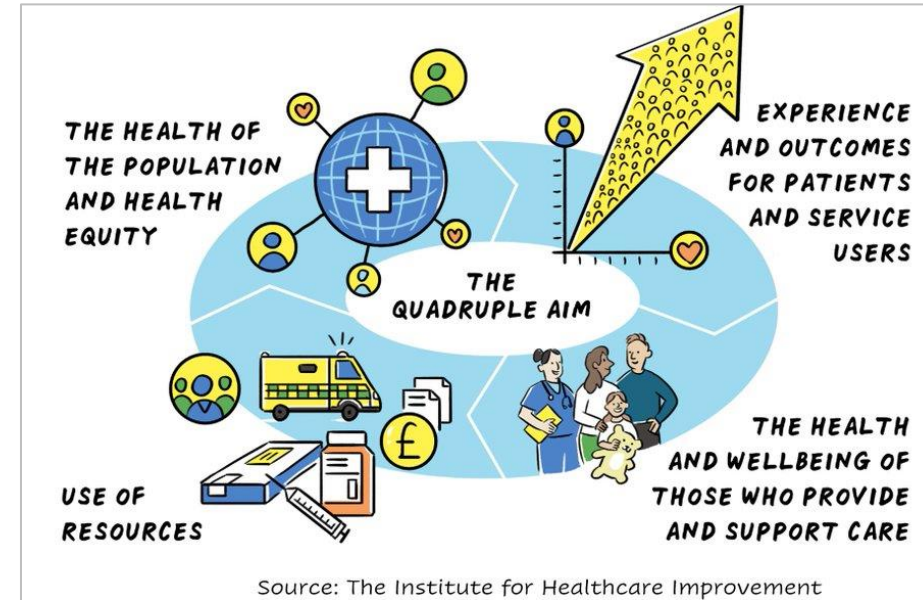 THE HEALTH OF
THE POPULATION
AND HEALTH
EQUITY
EXPERIENCE
AND OUTCOMES
FOR PATIENTS
AND SERVICE
USERS
THE
QUADRUPLE AIM
USE OF
RESOURCES
£
THE HEALTH
AND WELLBEING OF
THOSE WHO PROVIDE
AND SUPPORT CARE
Source: The Institute for Healthcare Improvement